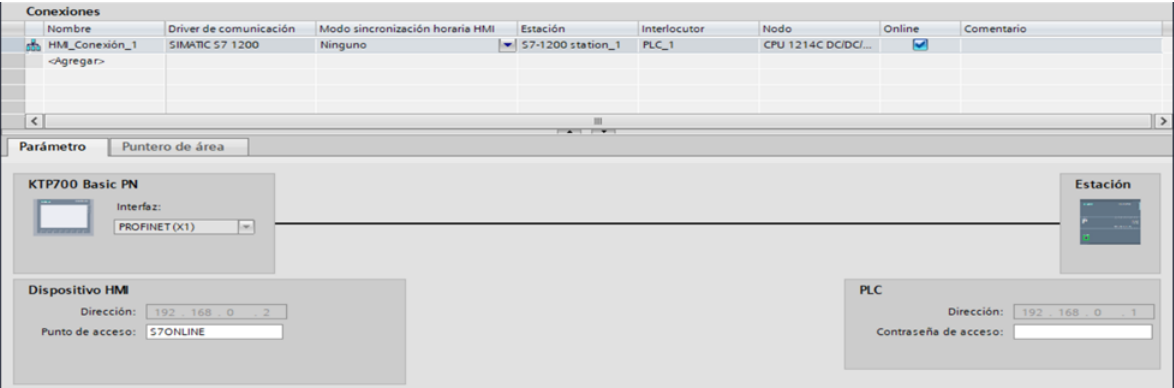 Conexiones
Nombre Driver de comunicación Modo sincronización horaria HMI Estación Interlocutor Nodo Online Comentario
HMI_Conexión_1 SIMATIC S7 1200 Ninguno S7-1200 station_1 PLC_1 CPU 1214C DC/DC/...
<Agregar>
Parámetro Puntero de área
KTP700 Basic PN Estación
Interfaz:
PROFINET (X1)
Dispositivo HMI PLC
Dirección: 192 . 168 . 0 . 2 Dirección: 192 . 168 . 0 . 1
Punto de acceso: S7ONLINE Contraseña de acceso: